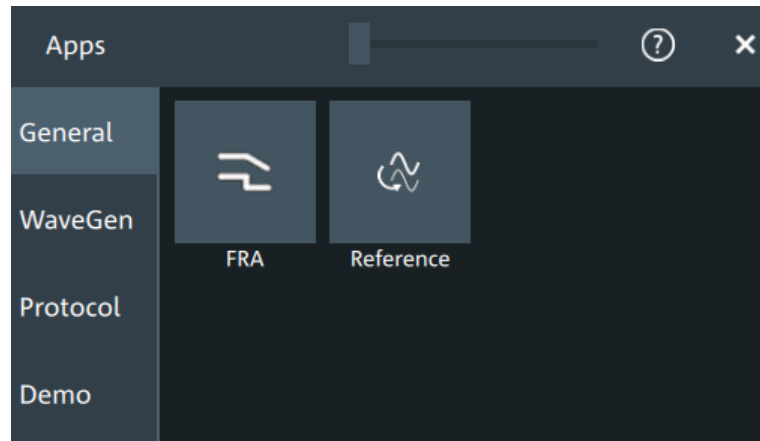 Apps
?
×
General
WaveGen
Protocol
Demo
FRA
Reference